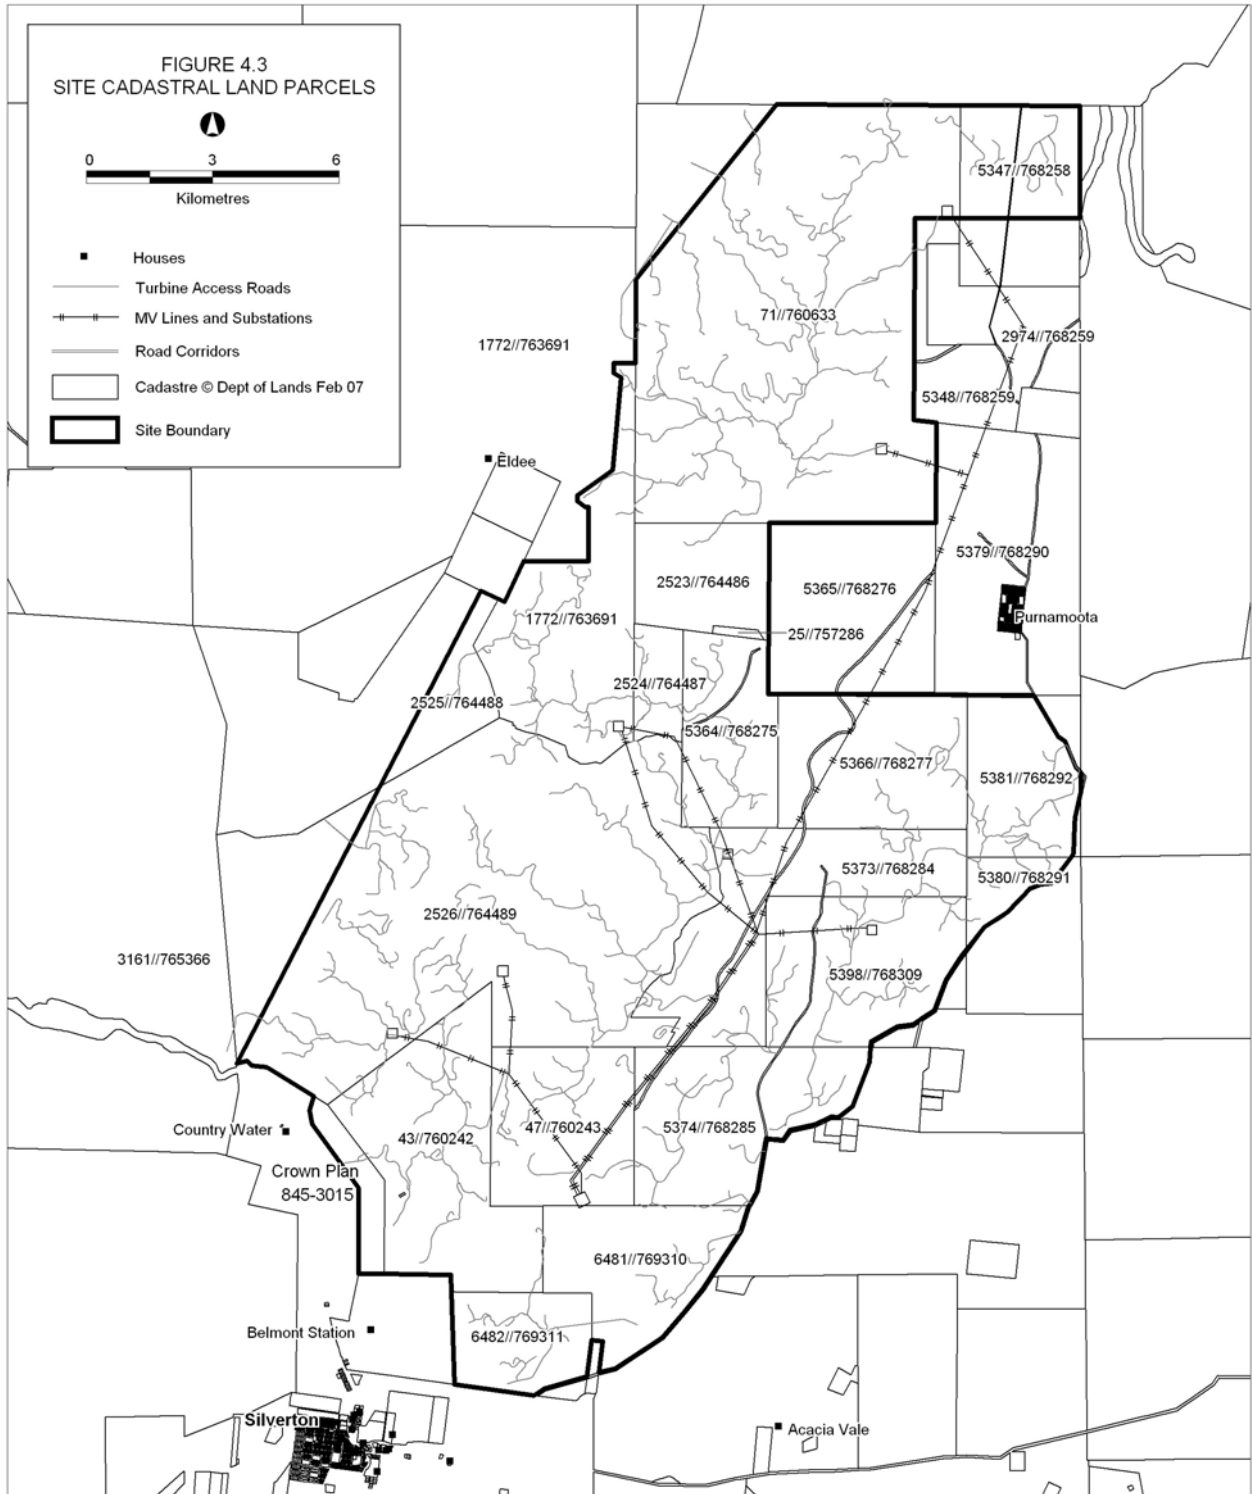 FIGURE 4.3
SITE CADASTRAL LAND PARCELS
0 3 6
Kilometres
Houses
Turbine Access Roads
MV Lines and Substations
Road Corridors
Cadastre © Dept of Lands Feb 07
Site Boundary
5347//768258
71//760633
2974//768259
1772//763691
5348//768259
Eldee
5379//768290
2523//764486
5365//768276
1772//763691
Purnamoota
25//757286
2524//764487
2525//764488
5364//768275
5366//768277
5381//768292
5373//768284
5380//768291
2526//764489
3161//765366
5398//768309
Country Water
43//760242
47//760243
5374//768285
Crown Plan
845-3015
6481//769310
Belmont Station
6482//769311
Silverton
Acacia Vale